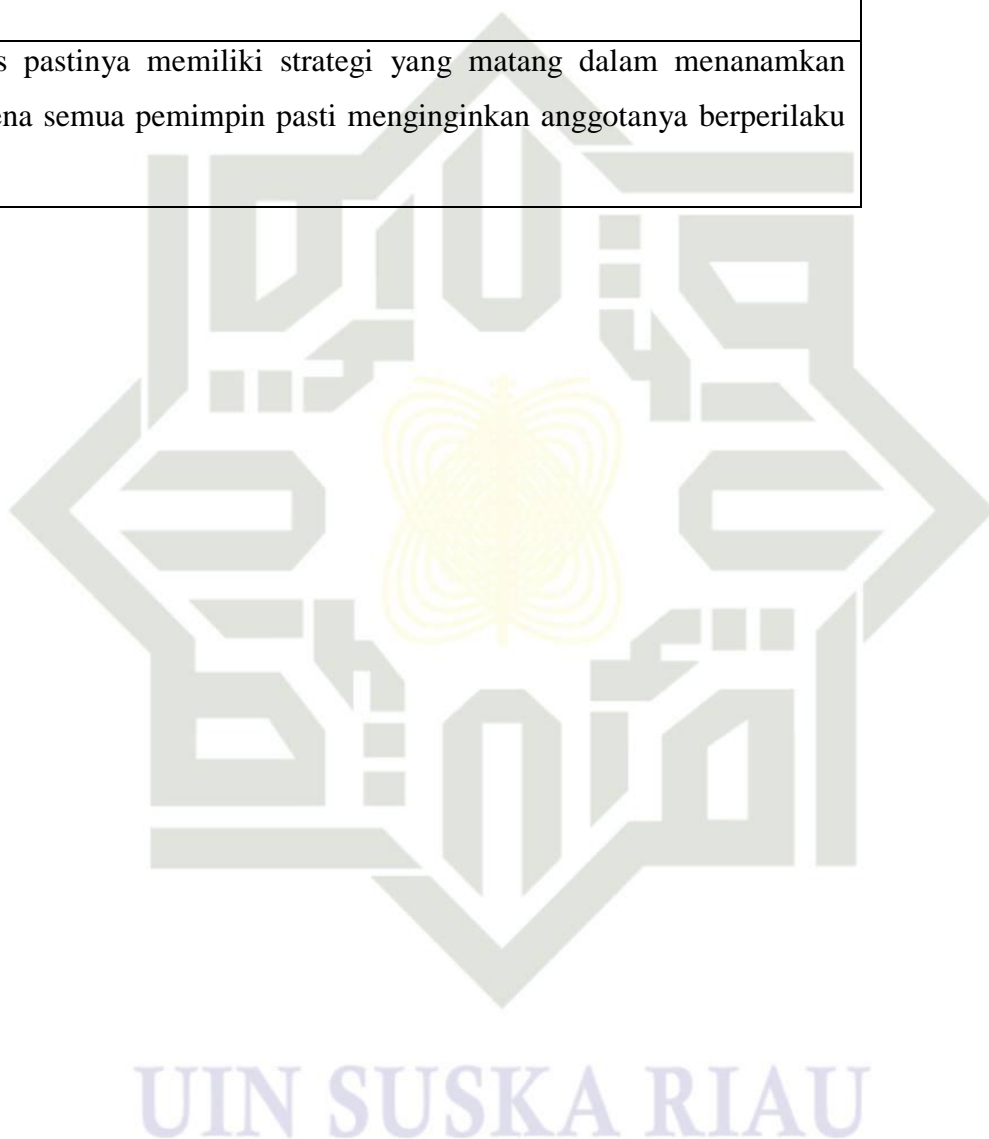 s pastinya memiliki strategi yang matang dalam menanamkan
ena semua pemimpin pasti menginginkan anggotanya berperilaku
UIN SUSKA RIAU